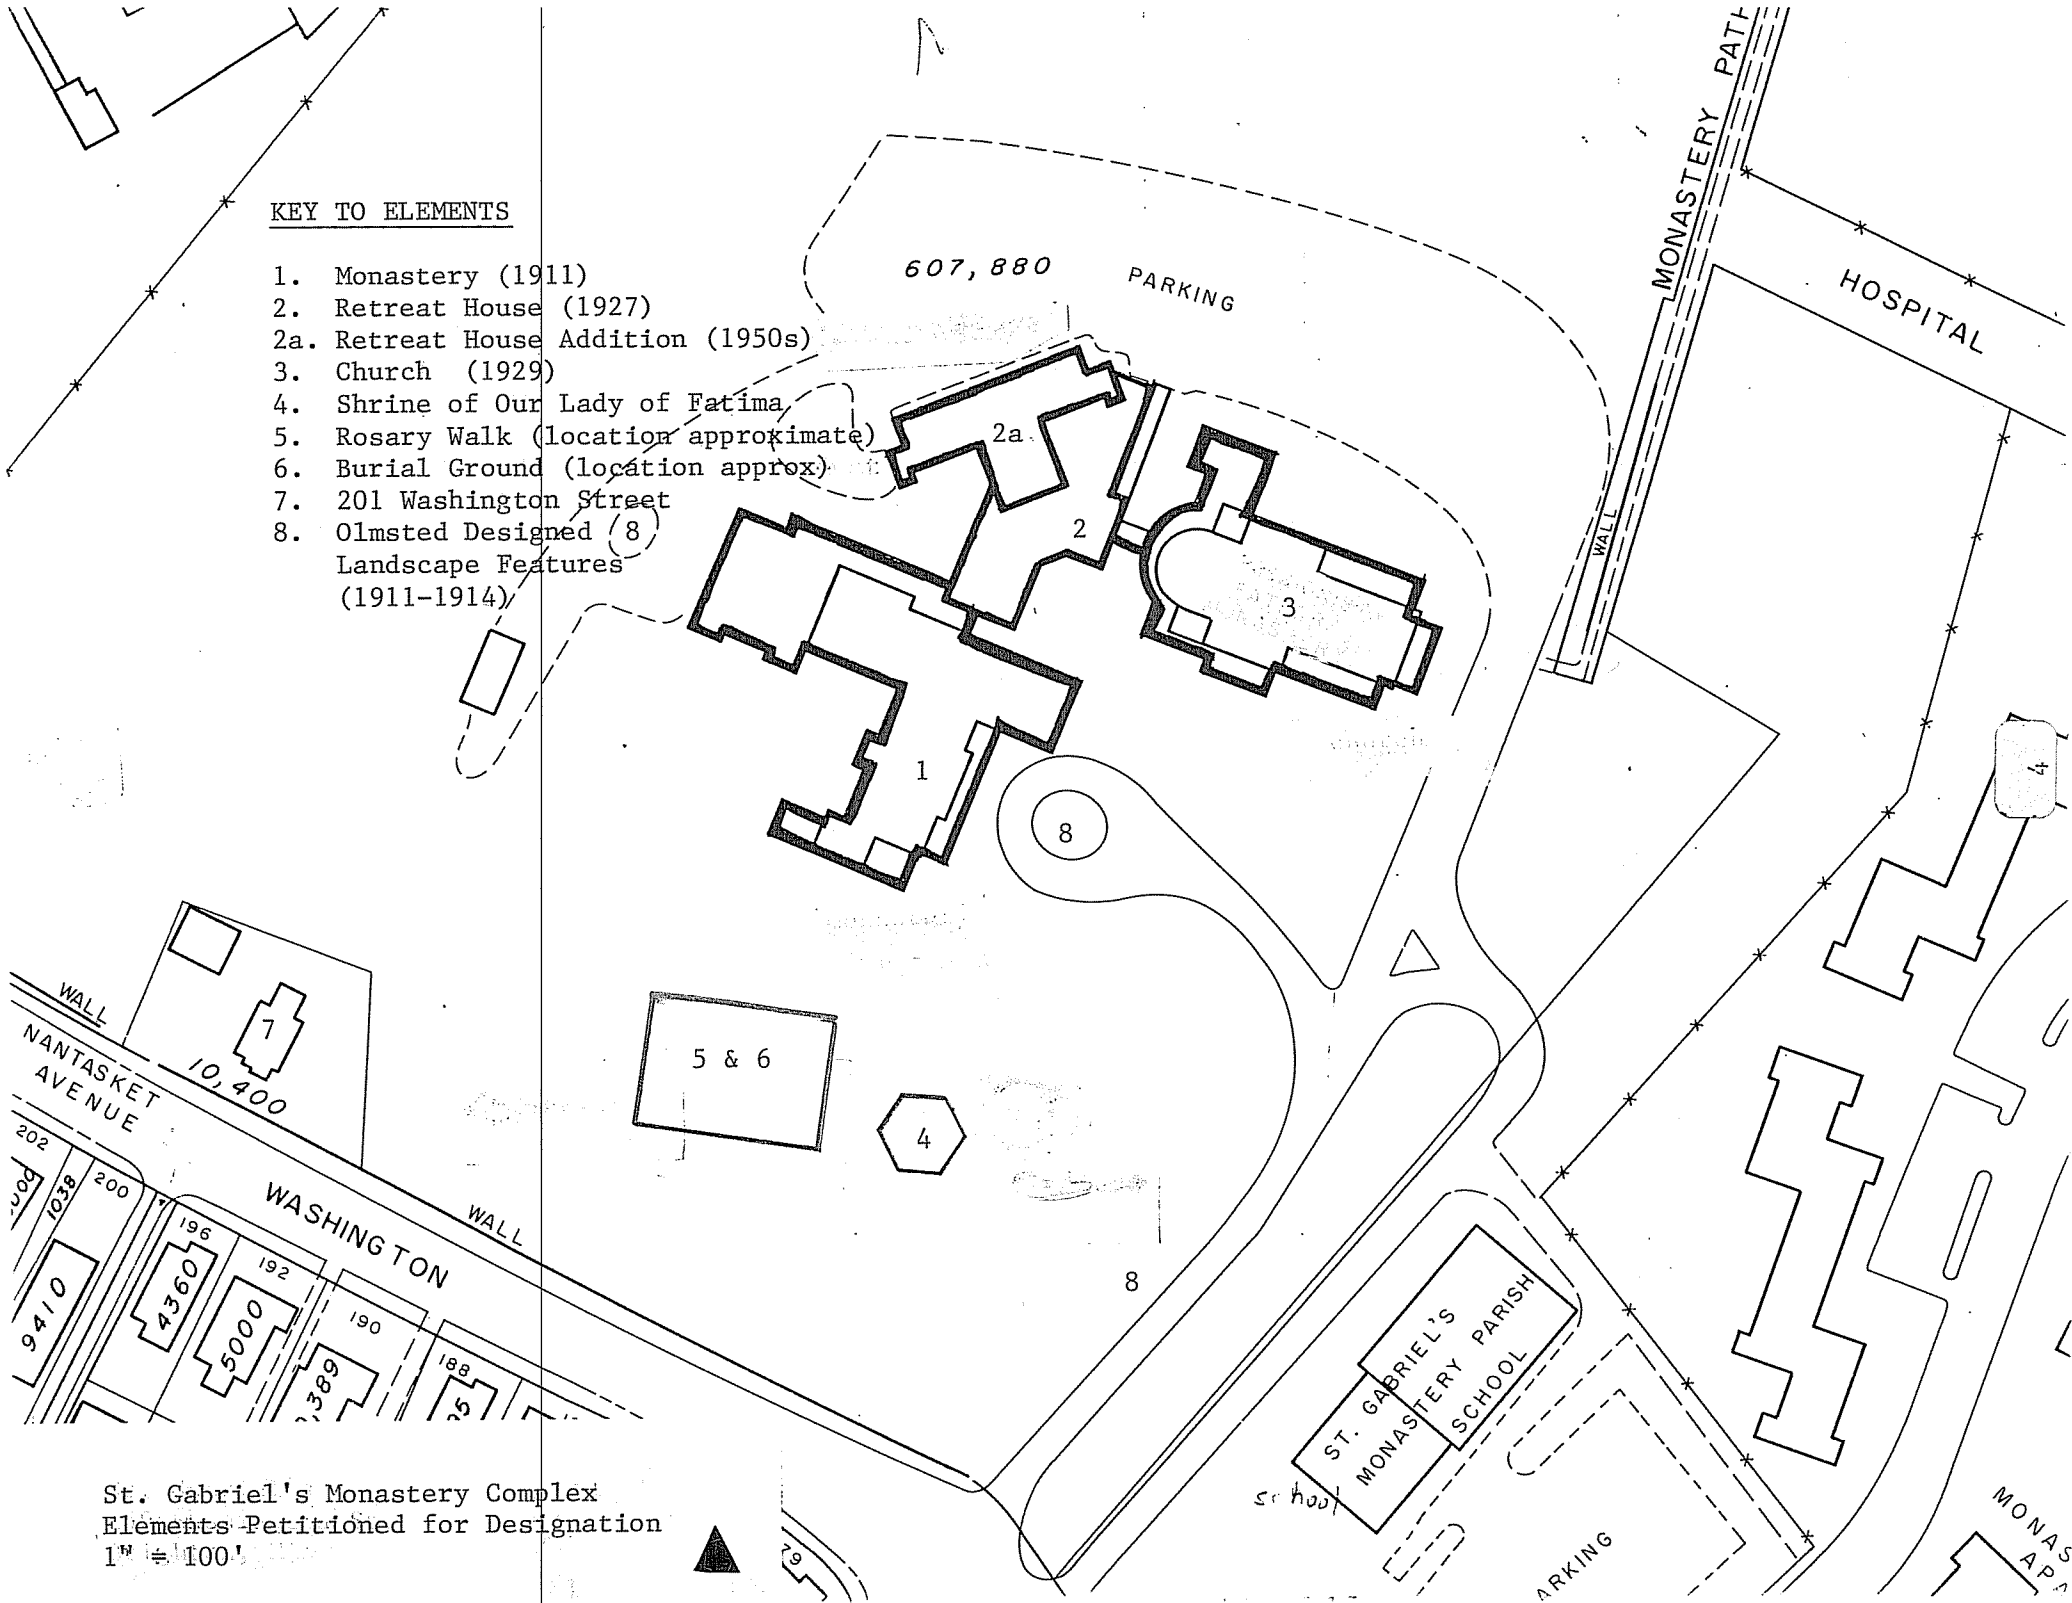 KEY TO ELEMENTS
1. Monastery (1911)
2. Retreat House (1927)
2a. Retreat House Addition (1950s)
3. Church (1929)
4. Shrine of Our Lady of Fatima
5. Rosary Walk (location approximate)
6. Burial Ground (location approx)
7. 201 Washington Street
8. Olmsted Designed 8
Landscape Features
(1911-1914)
607,880
PARKING
MONASTERY PATH
HOSPITAL
WALL
2a
2
3
1
8
4
WALL
7
10,400
NANTASKET
AVENUE
5 & 6
4
202
1038
200
WASHINGTON
WALL
196
4360
192
5000
190
,389
188
9410
8
ST. GABRIEL'S
MONASTERY PARISH
SCHOOL
school
ARKING
MONAS
APA
79
St. Gabriel's Monastery Complex
Elements Petitioned for Designation
1" = 100'